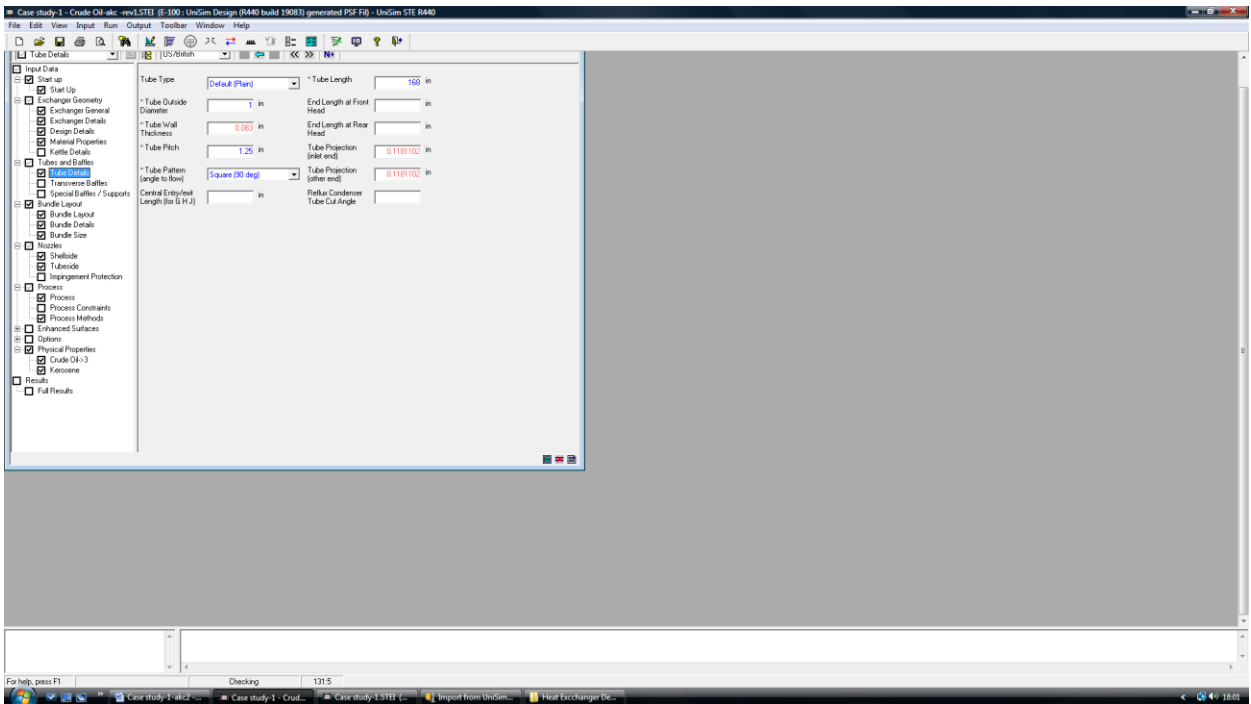 Case study-1 - Crude Oil-akc -rev1.STEI (E-100 : UniSim Design (R440 build 19083) generated PSF Fil) - UniSim STE R440
File Edit View Input Run Output Toolbar Window Help
Tube Details US/British N+
Input Data
Start up
Start Up
Exchanger Geometry
Exchanger General
Exchanger Details
Design Details
Material Properties
Kettle Details
Tubes and Baffles
Tube Details
Transverse Baffles
Special Baffles / Supports
Bundle Layout
Bundle Layout
Bundle Details
Bundle Size
Nozzles
Shellside
Tubeside
Impingement Protection
Process
Process
Process Constraints
Process Methods
Enhanced Surfaces
Options
Physical Properties
Crude Oil->3
Kerosene
Results
Full Results
Tube Type Default (Plain) * Tube Length 168 in
* Tube Outside 1 in End Length at Front in
Diameter Head
* Tube Wall 0.083 in End Length at Rear in
Thickness Head
* Tube Pitch 1.25 in Tube Projection 0.1181102 in
(inlet end)
* Tube Pattern Square (90 deg) Tube Projection 0.1181102 in
(angle to flow) (other end)
Central Entry/exit in Reflux Condenser
Length (for G H J) Tube Cut Angle
For help, press F1 Checking 131:5
Case study-1-akc2 -... Case study-1 - Crud... Case study-1.STEI (... Import from UniSim... Heat Excchanger De... 18:01